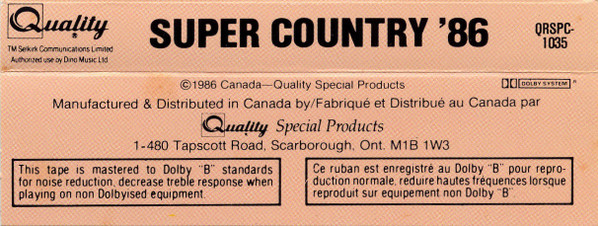 Quality
®
TM Selkirk Communications Limited
Authorized use by Dino Music Ltd
SUPER COUNTRY '86
QRSPC-
1035
©1986 Canada—Quality Special Products
DOLBY SYSTEM ®
Manufactured & Distributed in Canada by/Fabriqué et Distribué au Canada par
Quality Special Products
1-480 Tapscott Road, Scarborough, Ont. M1B 1W3
This tape is mastered to Dolby "B" standards
for noise reduction, decrease treble response when
playing on non Dolbyised equipment.
Ce ruban est enregistré au Dolby "B" pour repro-
duction normale, reduire hautes fréquences lorsque
reproduit sur equipement non Dolby "B"